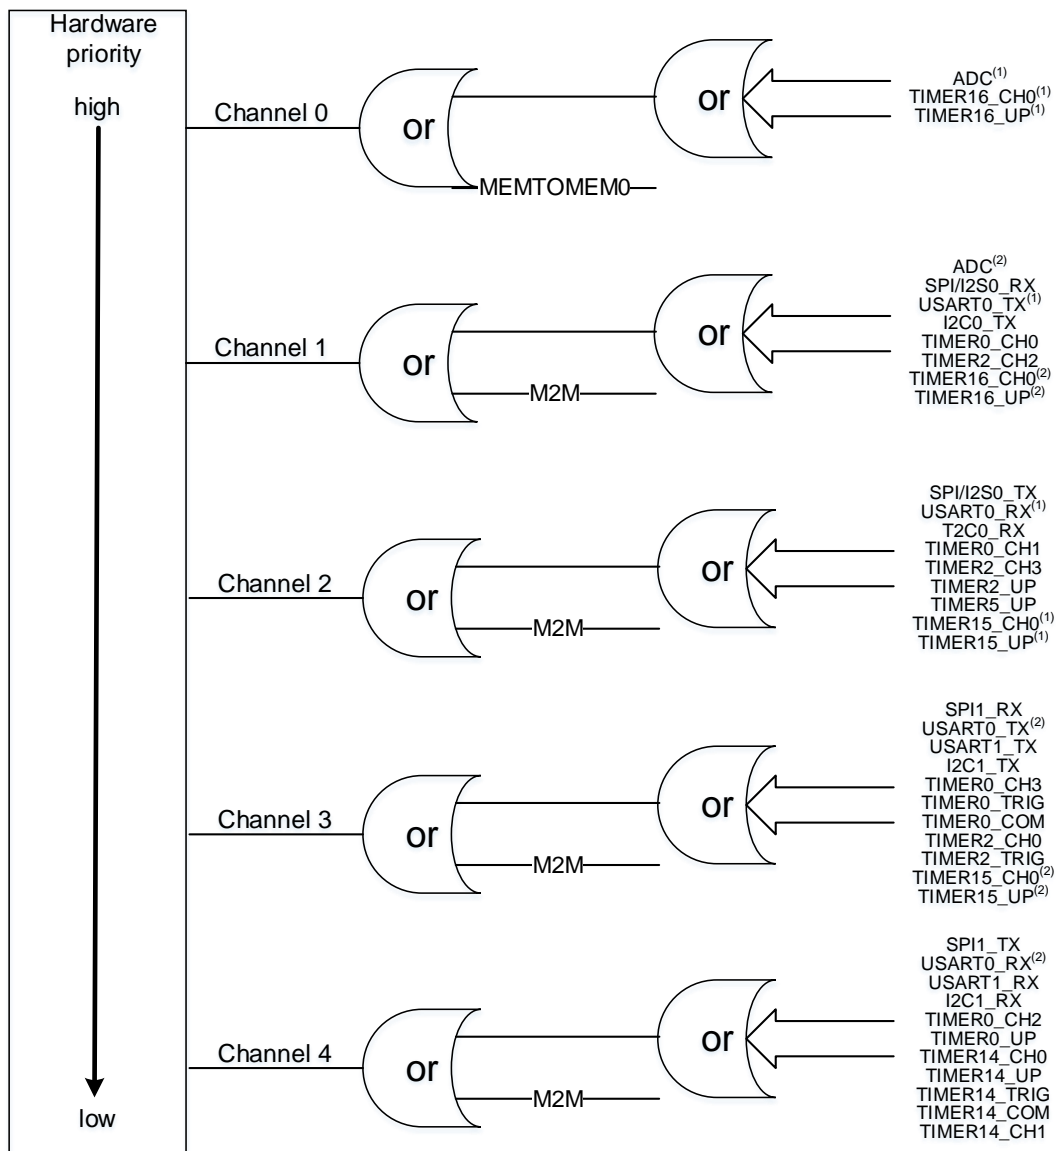 Hardware
priority
high
Channel 0
or
MEMTOMEM0
or
ADC(1)
TIMER16_CH0(1)
TIMER16_UP(1)
Channel 1
or
M2M
or
ADC(2)
SPI/I2S0_RX
USART0_TX(1)
I2C0_TX
TIMER0_CH0
TIMER2_CH2
TIMER16_CH0(2)
TIMER16_UP(2)
Channel 2
or
M2M
or
SPI/I2S0_TX
USART0_RX(1)
T2C0_RX
TIMER0_CH1
TIMER2_CH3
TIMER2_UP
TIMER5_UP
TIMER15_CH0(1)
TIMER15_UP(1)
Channel 3
or
M2M
or
SPI1_RX
USART0_TX(2)
USART1_TX
I2C1_TX
TIMER0_CH3
TIMER0_TRIG
TIMER0_COM
TIMER2_CH0
TIMER2_TRIG
TIMER15_CH0(2)
TIMER15_UP(2)
Channel 4
or
M2M
or
SPI1_TX
USART0_RX(2)
USART1_RX
I2C1_RX
TIMER0_CH2
TIMER0_UP
TIMER14_CH0
TIMER14_UP
TIMER14_TRIG
TIMER14_COM
TIMER14_CH1
low